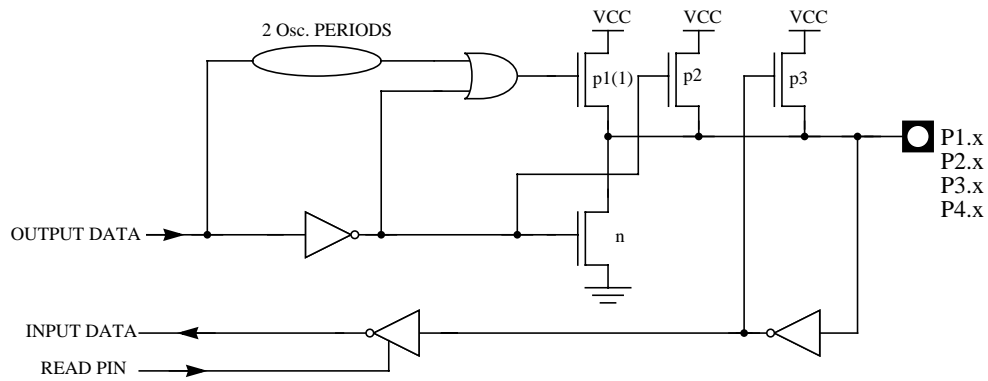 2 Osc. PERIODS
VCC
VCC
VCC
p1(1)
p2
p3
P1.x
P2.x
P3.x
P4.x
OUTPUT DATA
n
INPUT DATA
READ PIN